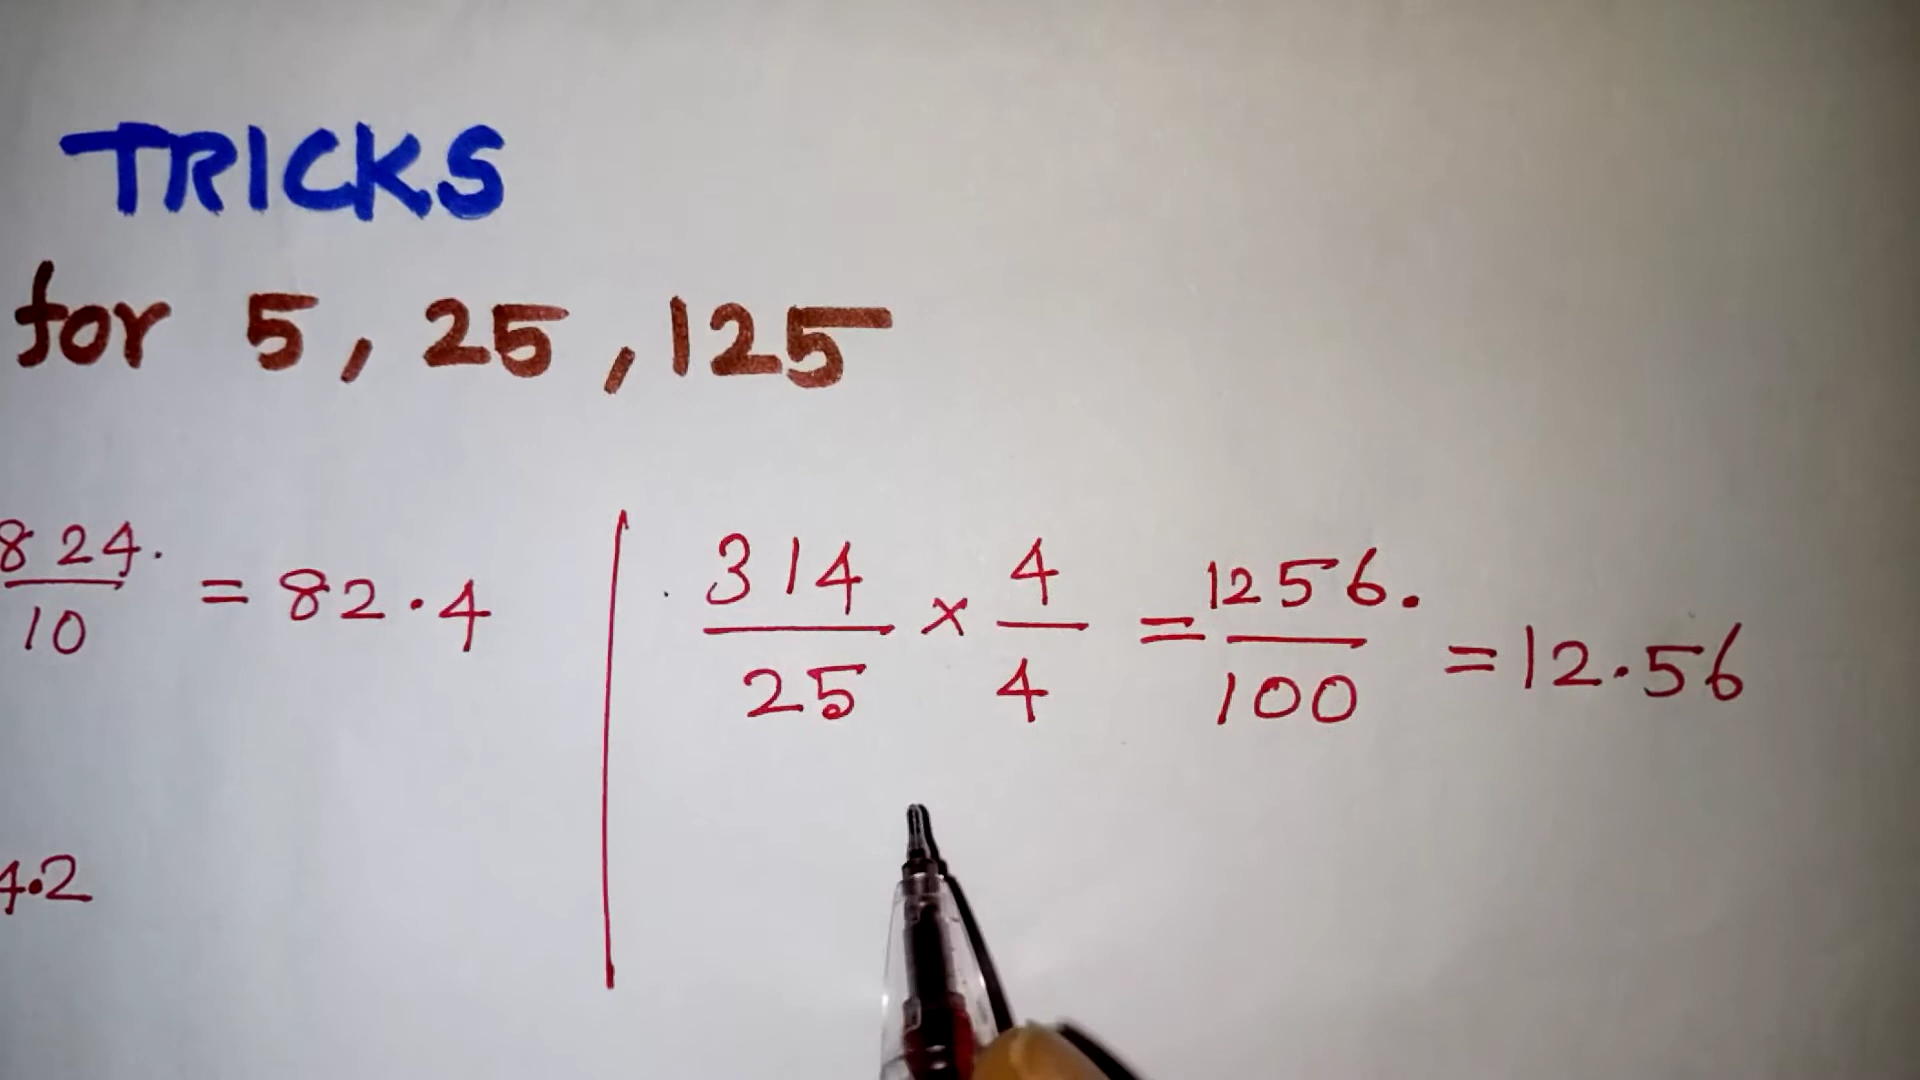 TRICKS
for 5, 25, 125
824. / 10 = 82.4
314/25 × 4/4 = 1256./100 = 12.56
4.2